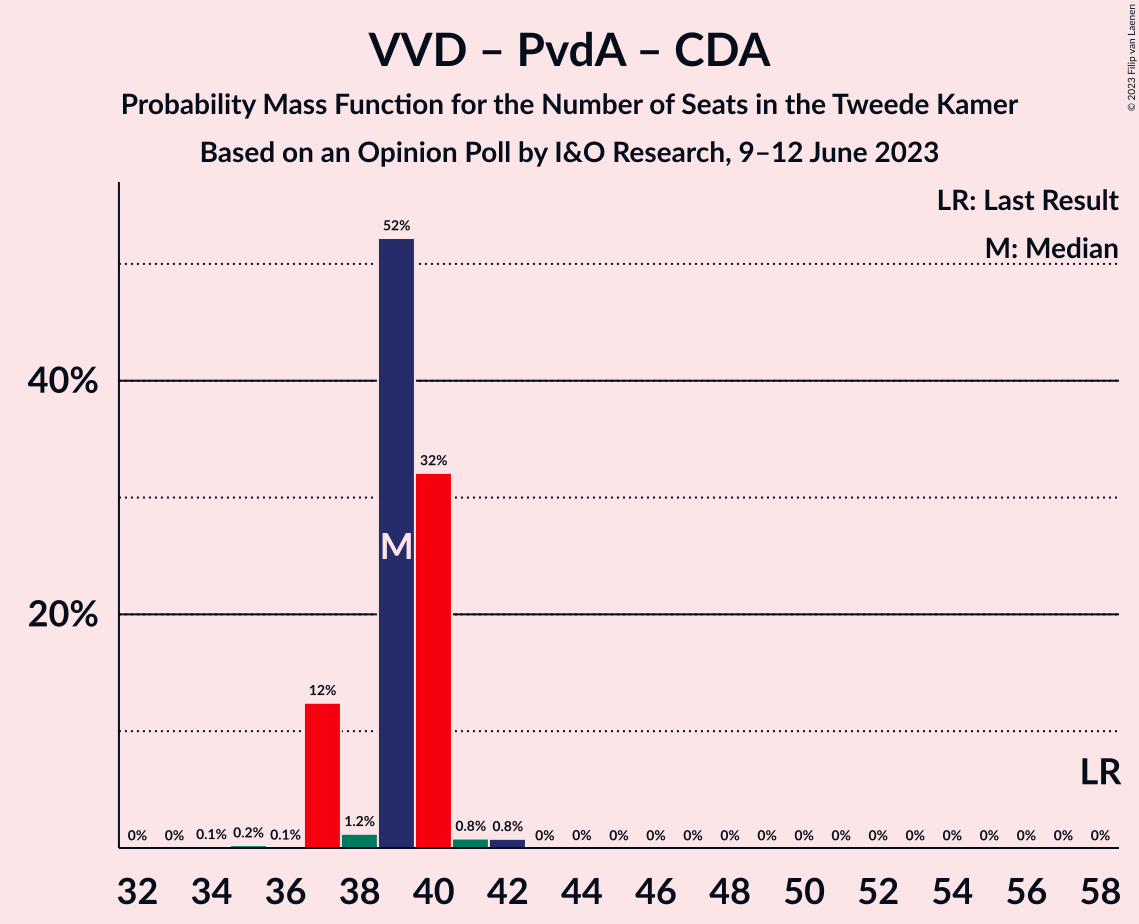 VVD – PvdA – CDA
Probability Mass Function for the Number of Seats in the Tweede Kamer
Based on an Opinion Poll by I&O Research, 9–12 June 2023
© 2023 Filip van Laenen
LR: Last Result
M: Median
40%
20%
0% 0% 0.1% 0.2% 0.1% 12% 1.2% 52% 32% 0.8% 0.8% 0% 0% 0% 0% 0% 0% 0% 0% 0% 0% 0% 0% 0% 0% 0% 0%
M
LR
32 34 36 38 40 42 44 46 48 50 52 54 56 58